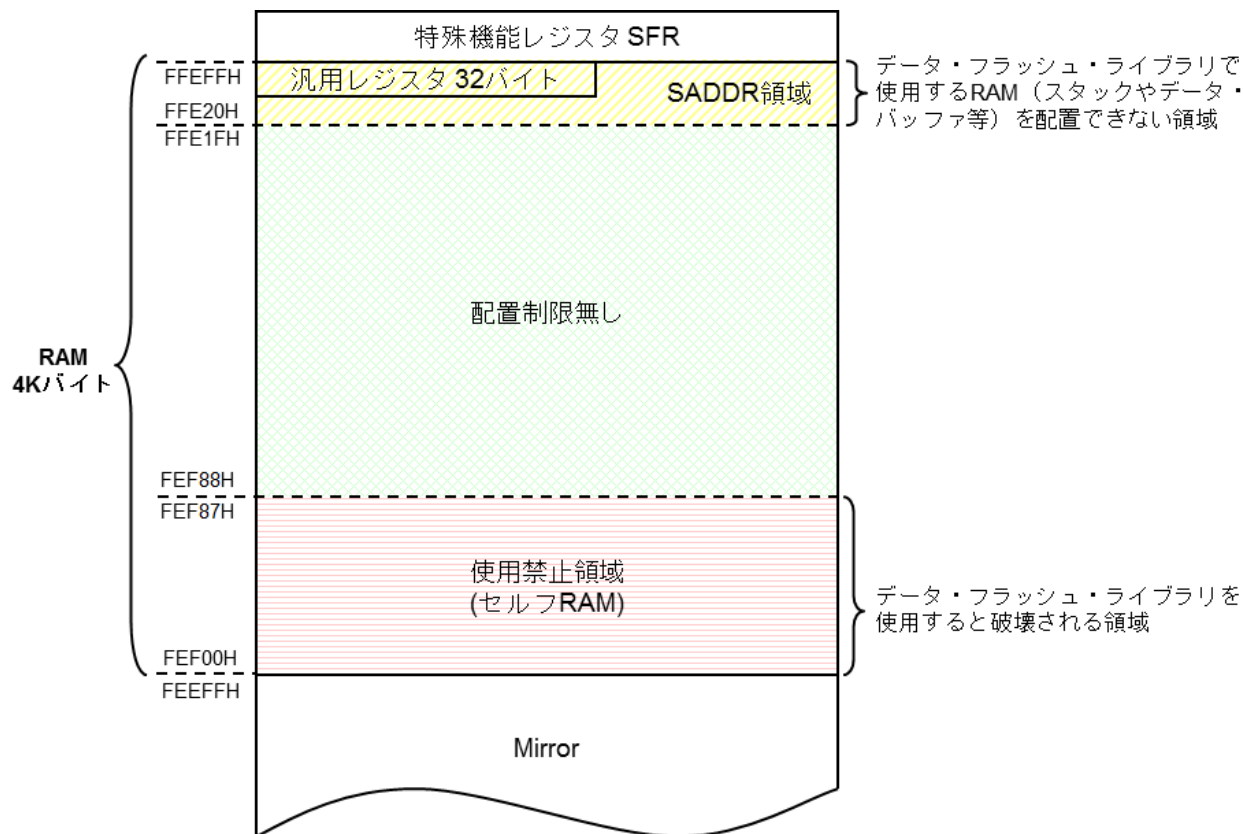 特殊機能レジスタ SFR
FFEFFH
汎用レジスタ 32バイト
SADDR領域
FFE20H
FFE1FH
データ・フラッシュ・ライブラリで
使用するRAM（スタックやデータ・
バッファ等）を配置できない領域
配置制限無し
RAM
4Kバイト
FEF88H
FEF87H
使用禁止領域
(セルフRAM)
データ・フラッシュ・ライブラリを
使用すると破壊される領域
FEF00H
FEEFFH
Mirror